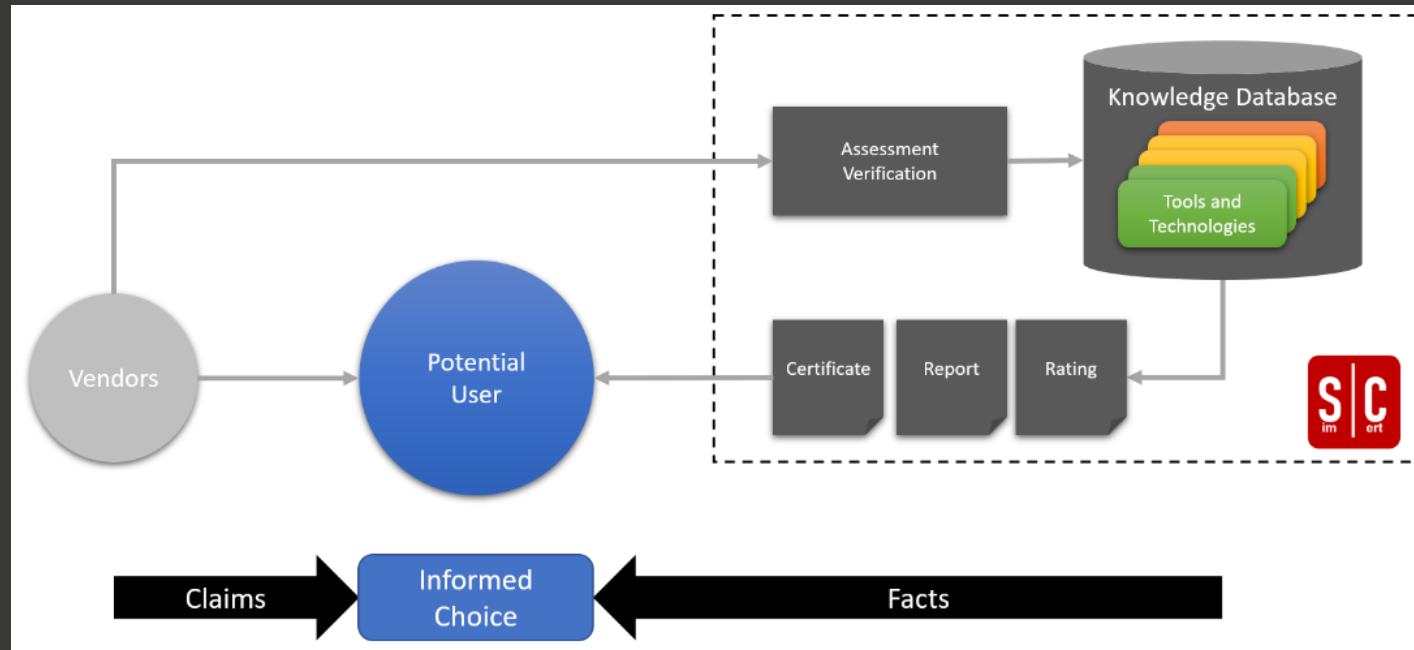 Knowledge Database
Assessment
Verification
Tools and
Technologies
Vendors
Potential
User
Certificate
Report
Rating
S|C
im ert
Claims
Informed
Choice
Facts